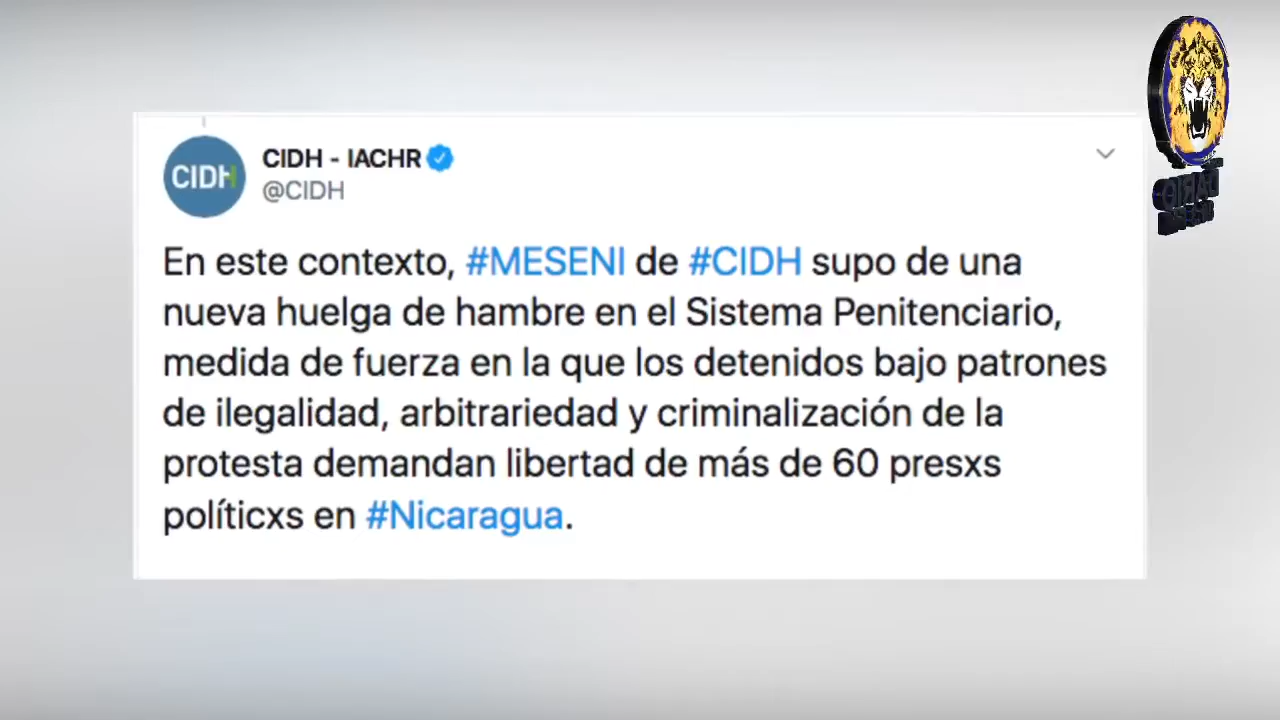 CIDH
CIDH - IACHR
@CIDH
En este contexto, #MESENI de #CIDH supo de una
nueva huelga de hambre en el Sistema Penitenciario,
medida de fuerza en la que los detenidos bajo patrones
de ilegalidad, arbitrariedad y criminalización de la
protesta demandan libertad de más de 60 presxs
políticxs en #Nicaragua.